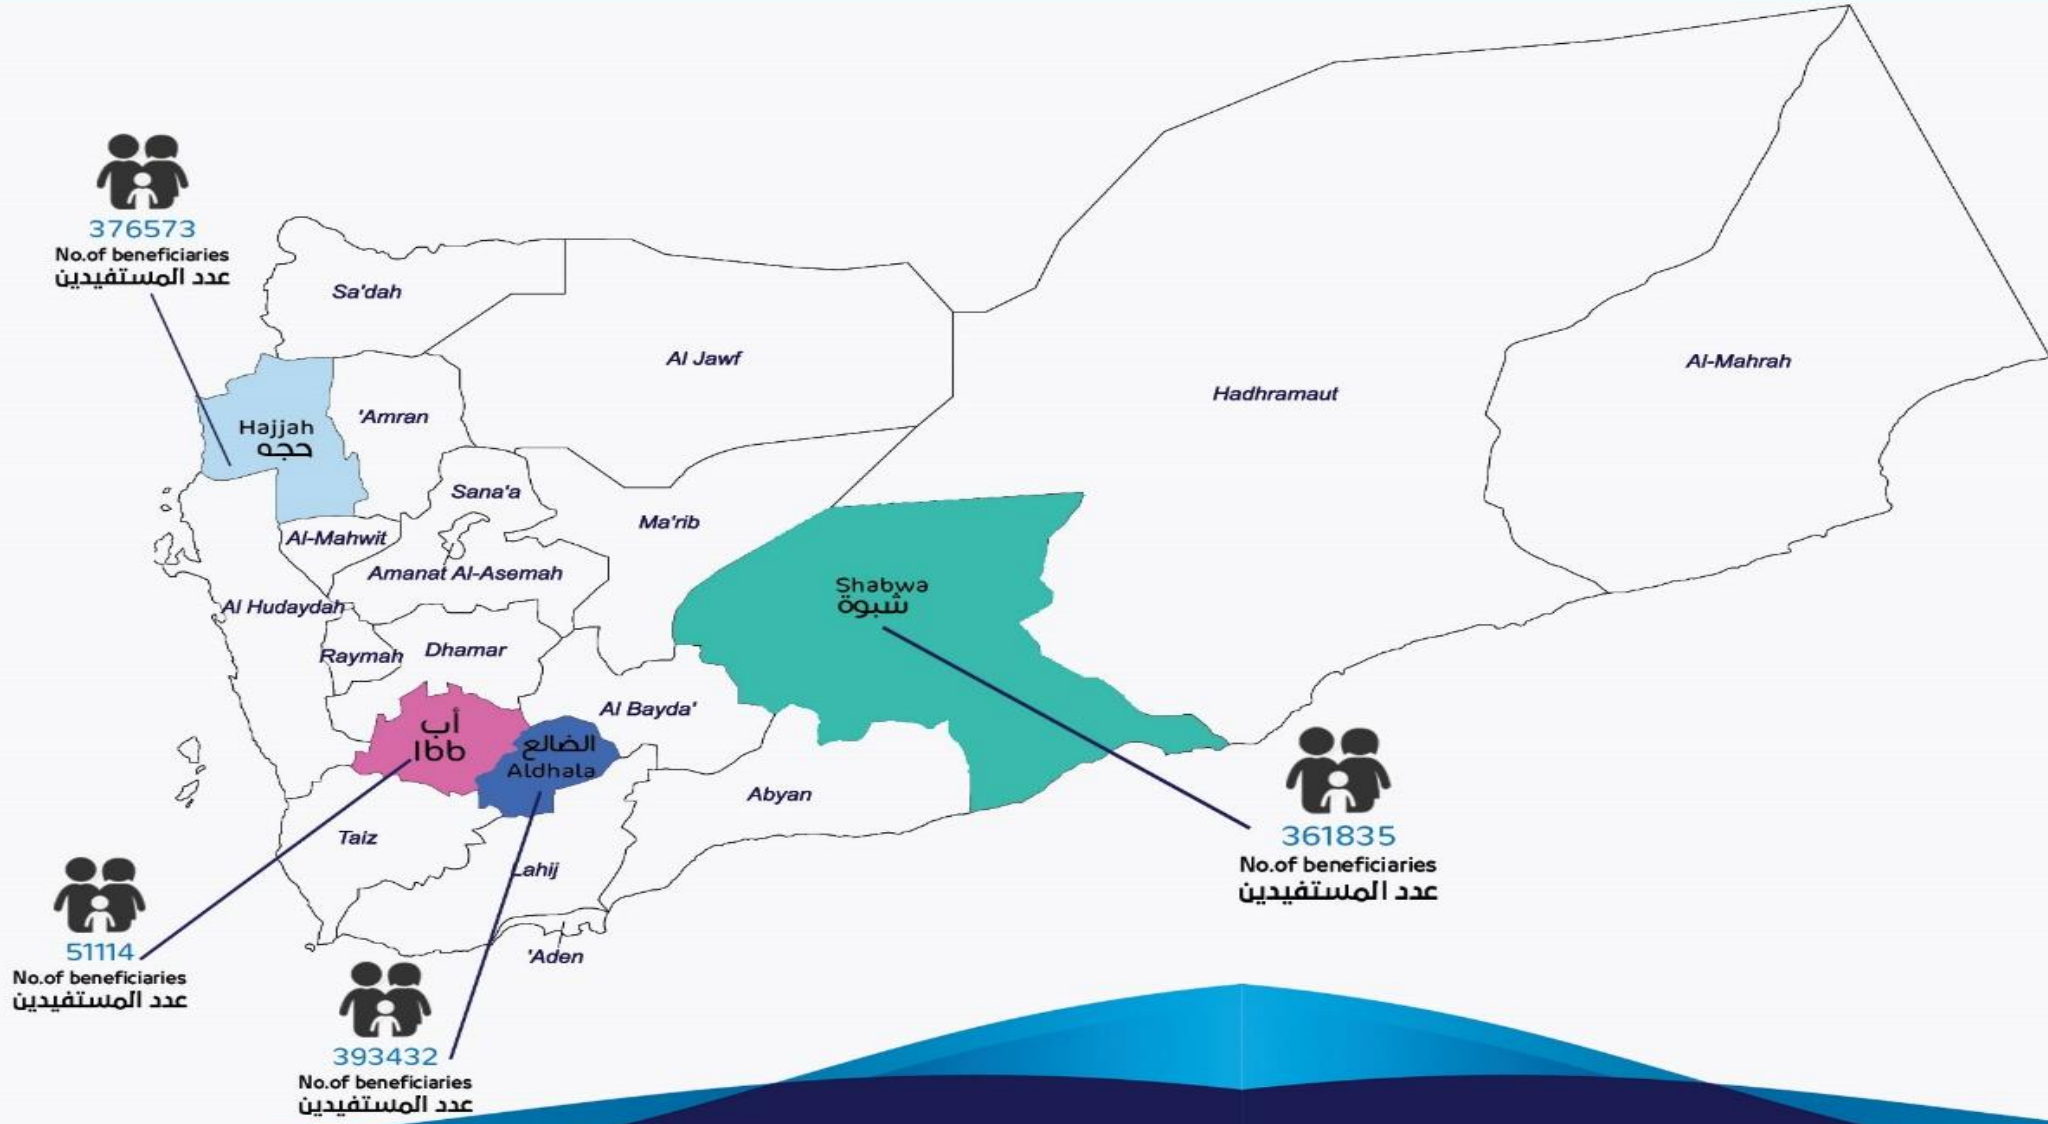 376573
No.of beneficiaries
عدد المستفيدين
Sa'dah
Al Jawf
Hadhramaut
Al-Mahrah
Hajjah
حجه
'Amran
Sana'a
Ma'rib
Al-Mahwit
Amanat Al-Asemah
Shabwa
شبوة
Al Hudaydah
Raymah
Dhamar
Al Bayda'
أب
Ibb
الضالع
Aldhala
Abyan
Taiz
Lahij
'Aden
361835
No.of beneficiaries
عدد المستفيدين
51114
No.of beneficiaries
عدد المستفيدين
393432
No.of beneficiaries
عدد المستفيدين